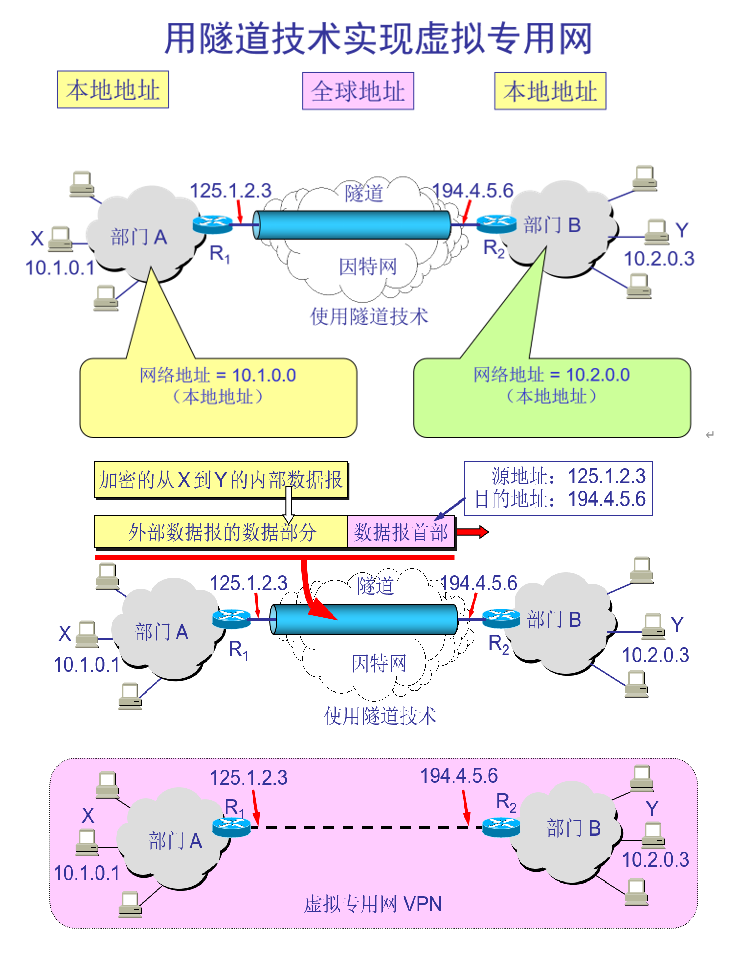 用隧道技术实现虚拟专用网
本地地址
全球地址
本地地址
125.1.2.3
隧道
194.4.5.6
部门 A
部门 B
X
Y
R1
R2
10.1.0.1
10.2.0.3
因特网
使用隧道技术
网络地址 = 10.1.0.0
（本地地址）
网络地址 = 10.2.0.0
（本地地址）
加密的从 X 到 Y 的内部数据报
源地址：125.1.2.3
目的地址：194.4.5.6
外部数据报的数据部分
数据报首部
125.1.2.3
隧道
194.4.5.6
部门 A
部门 B
X
Y
R1
R2
10.1.0.1
10.2.0.3
因特网
使用隧道技术
125.1.2.3
194.4.5.6
X
R1
R2
Y
部门 A
部门 B
10.1.0.1
10.2.0.3
虚拟专用网 VPN